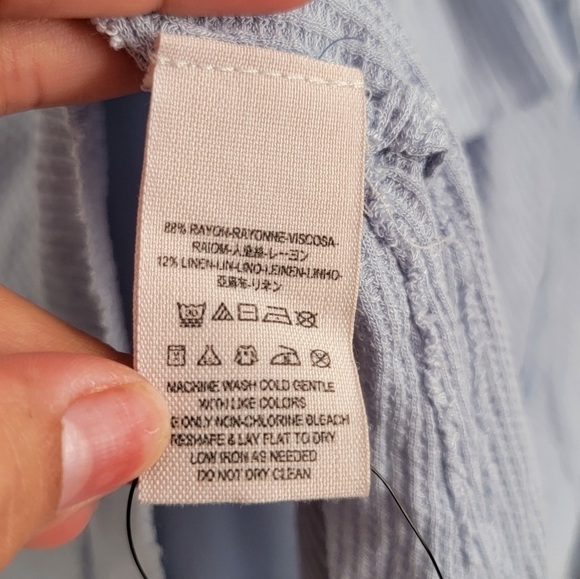 88% RAYON-RAYONNE-VISCOSA-
RAIOM-人造絲-レーヨン
12% LINEN-LIN-LINO-LEINEN-LINHO-
亞麻布-リネン
MACHINE WASH COLD GENTLE
WITH LIKE COLORS
E ONLY NON-CHLORINE BLEACH
RESHAPE & LAY FLAT TO DRY
LOW IRON AS NEEDED
DO NOT DRY CLEAN